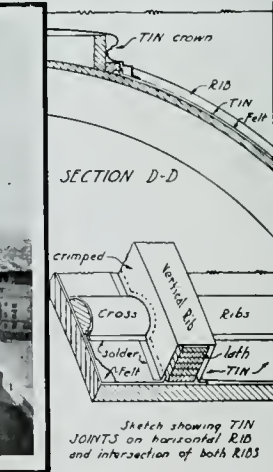 TIN crown
RIB
TIN
Felt
SECTION D-D
crimped
Vertical Rib
Cross
Ribs
solder
Felt
lath
TIN
Sketch showing TIN
JOINTS on horizontal RIB
and intersection of both RIBS